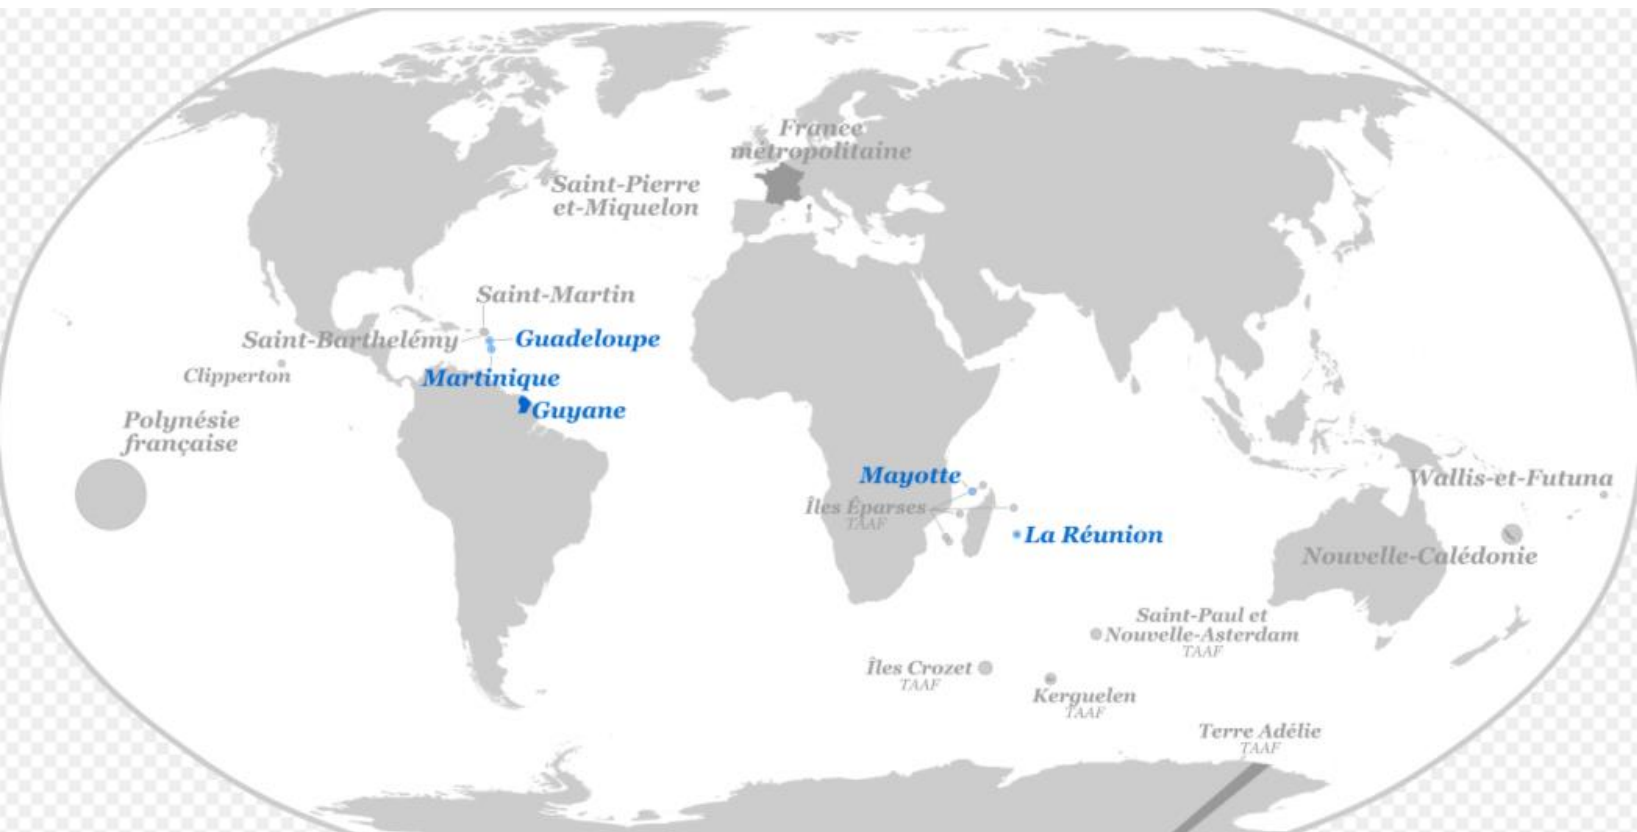 France
métropolitaine
Saint-Pierre
et-Miquelon
Saint-Martin
Saint-Barthelémy
Guadeloupe
Clipperton
Martinique
Guyane
Polynésie
française
Mayotte
Îles Éparses
TAAF
La Réunion
Wallis-et-Futuna
Nouvelle-Calédonie
Saint-Paul et
Nouvelle-Asterdam
TAAF
Îles Crozet
TAAF
Kerguelen
TAAF
Terre Adélie
TAAF